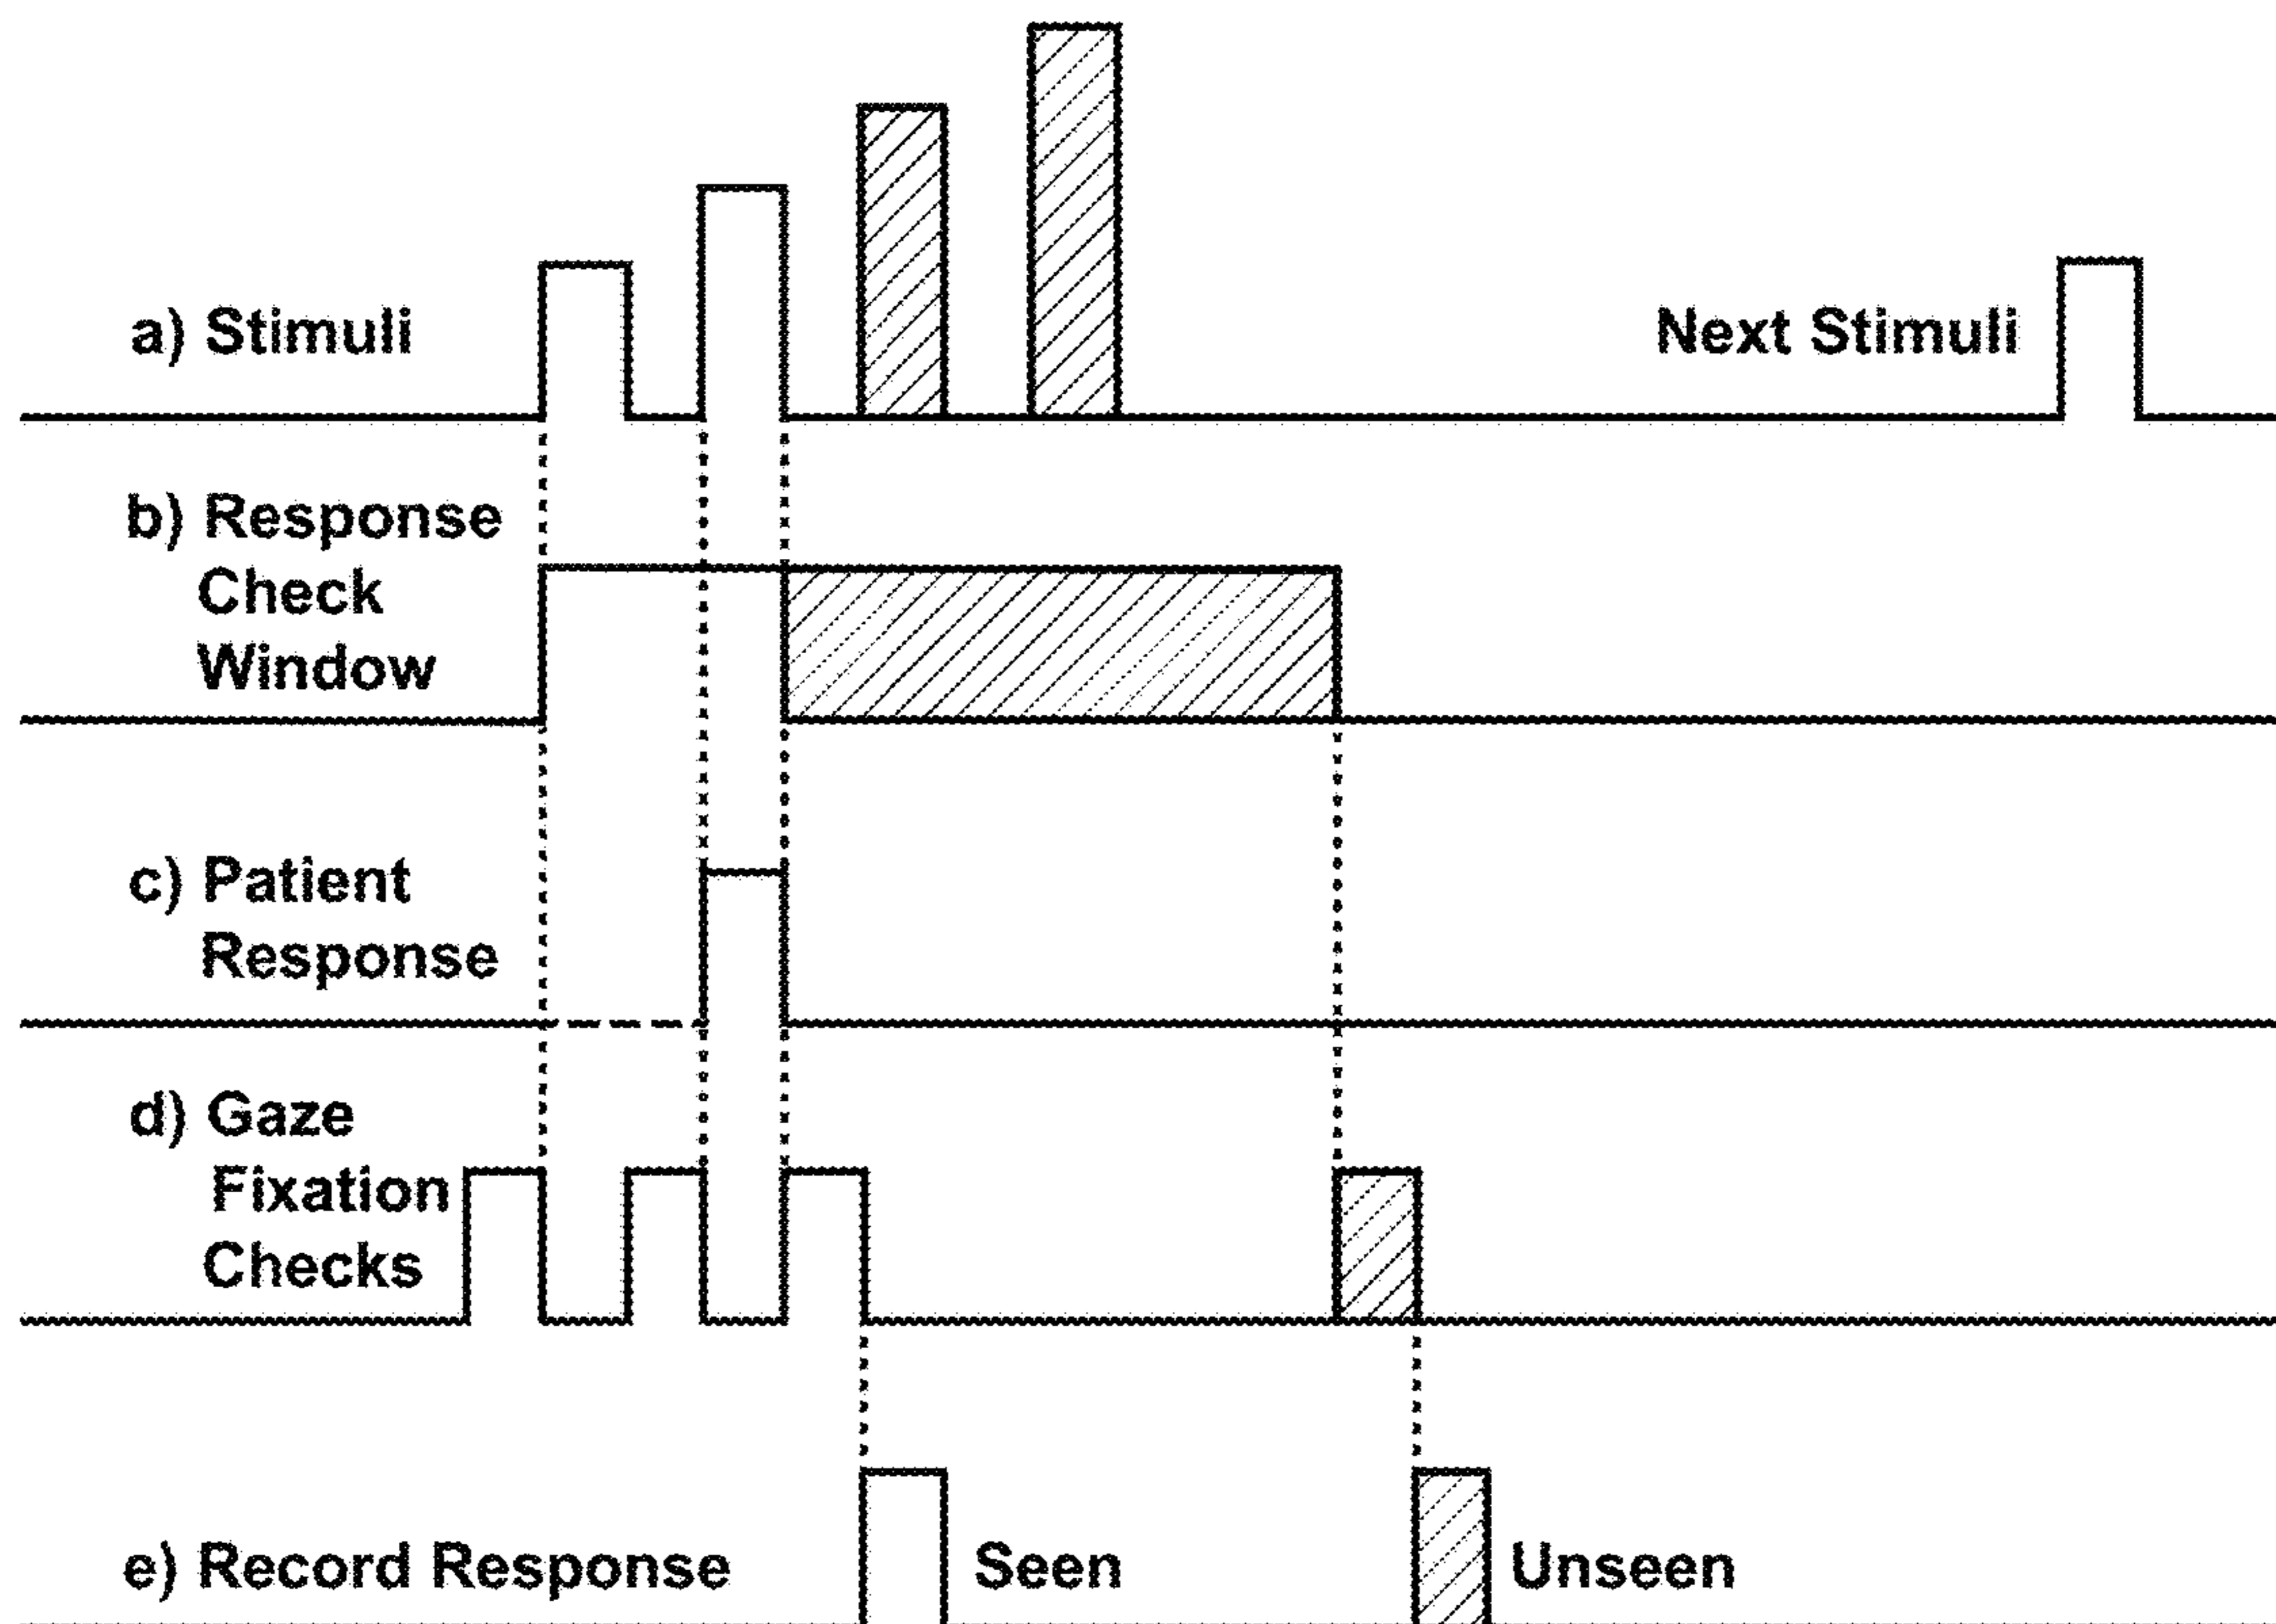 a) Stimuli
Next Stimuli
b) Response
Check
Window
c) Patient
Response
d) Gaze
Fixation
Checks
e) Record Response
Seen
Unseen